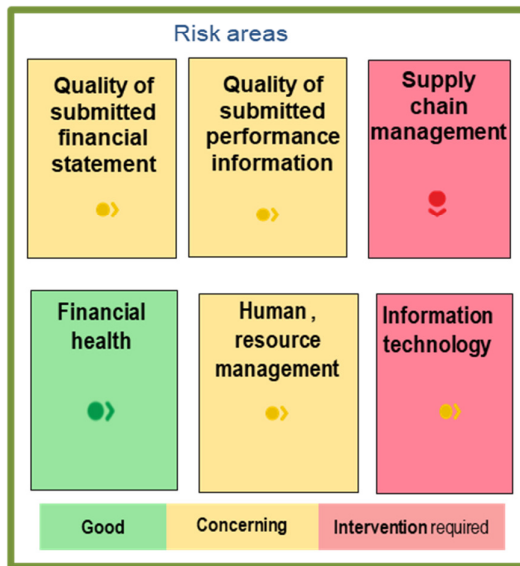 Risk areas
Quality of
submitted
financial
statement
Quality of
submitted
performance
information
Supply
chain
management
Financial
health
Human ,
resource
management
Information
technology
Good
Concerning
Intervention required